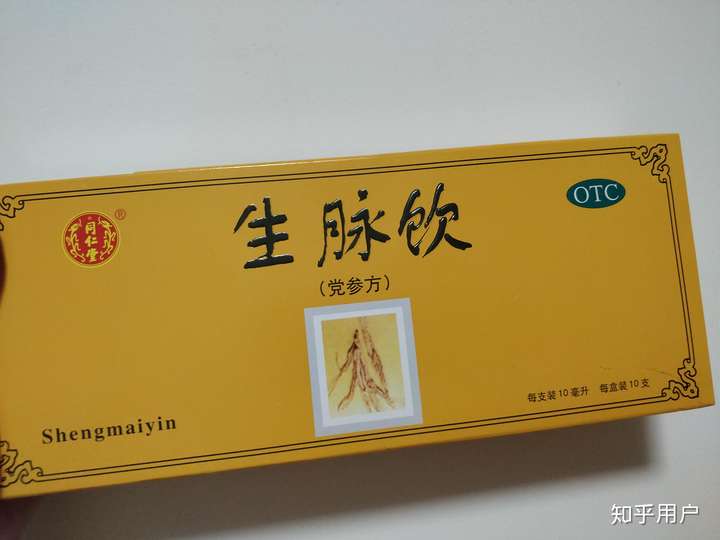 同仁堂
®
OTC
生脉饮
(党参方)
每支装10毫升 每盒装10支
Shengmaiyin
知乎用户